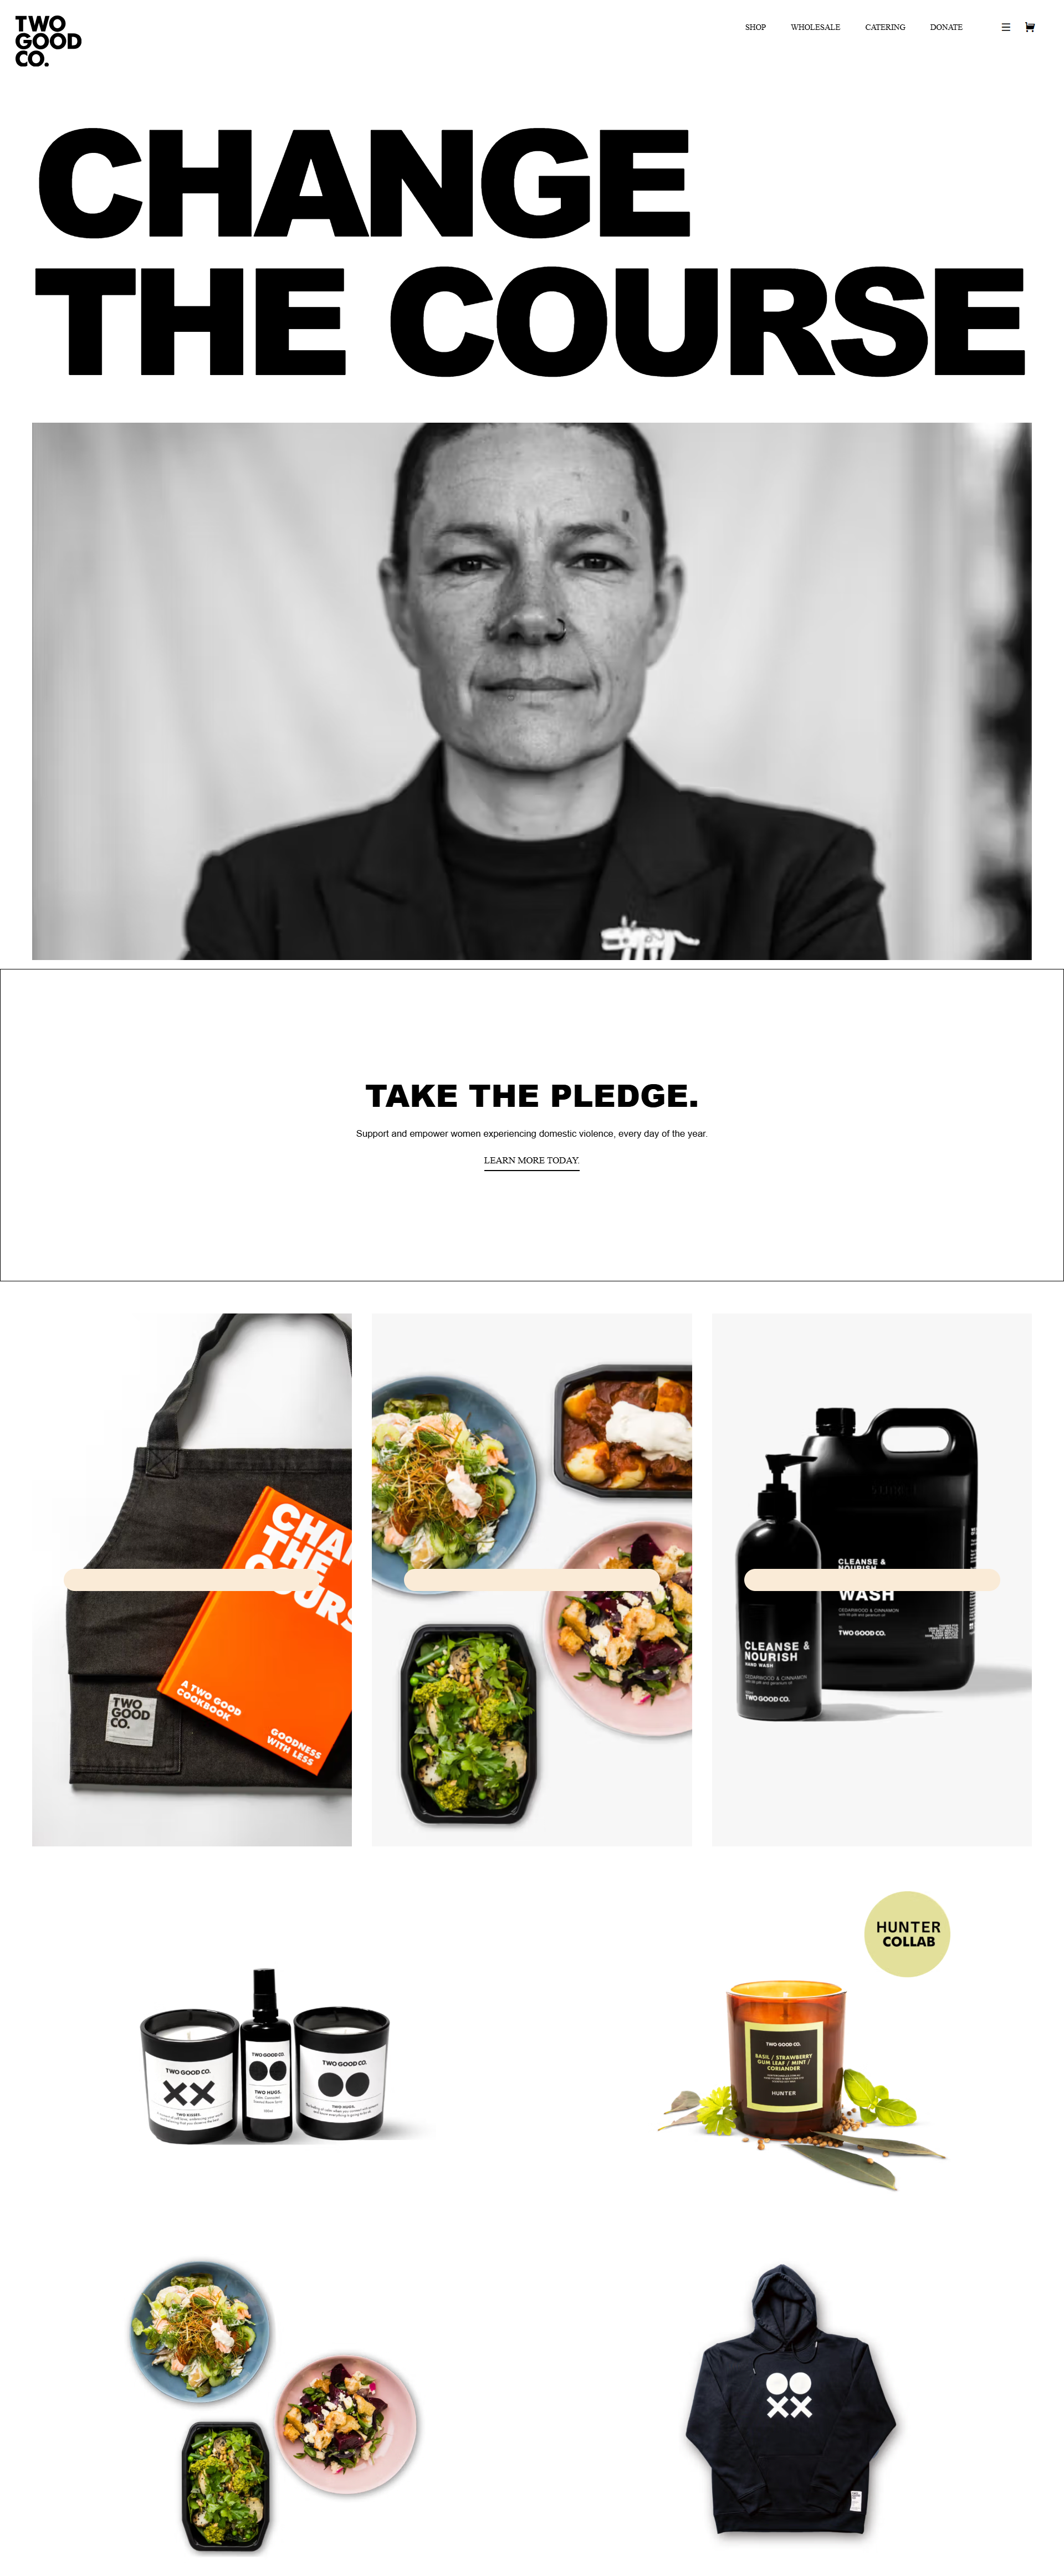 TWO
GOOD
CO.
SHOP
WHOLESALE
CATERING
DONATE
CHANGE
THE COURSE
TAKE THE PLEDGE.
Support and empower women experiencing domestic violence, every day of the year.
LEARN MORE TODAY.
THE
A TWO GOOD
COOKBOOK
GOODNESS
WITH LESS
TWO
GOOD
CO.
CLEANSE &
WASH
CEDARWOOD & CINNAMON
TWO GOOD CO.
CLEANSE &
NOURISH
HAND WASH
CEDARWOOD & CINNAMON
TWO GOOD CO.
HUNTER
COLLAB
TWO GOOD CO.
TWO KISSES.
TWO GOOD CO.
TWO HUGS.
TWO GOOD CO.
TWO HUGS.
TWO GOOD CO.
BASIL / STRAWBERRY
GUM LEAF / MINT /
CORIANDER
HUNTER